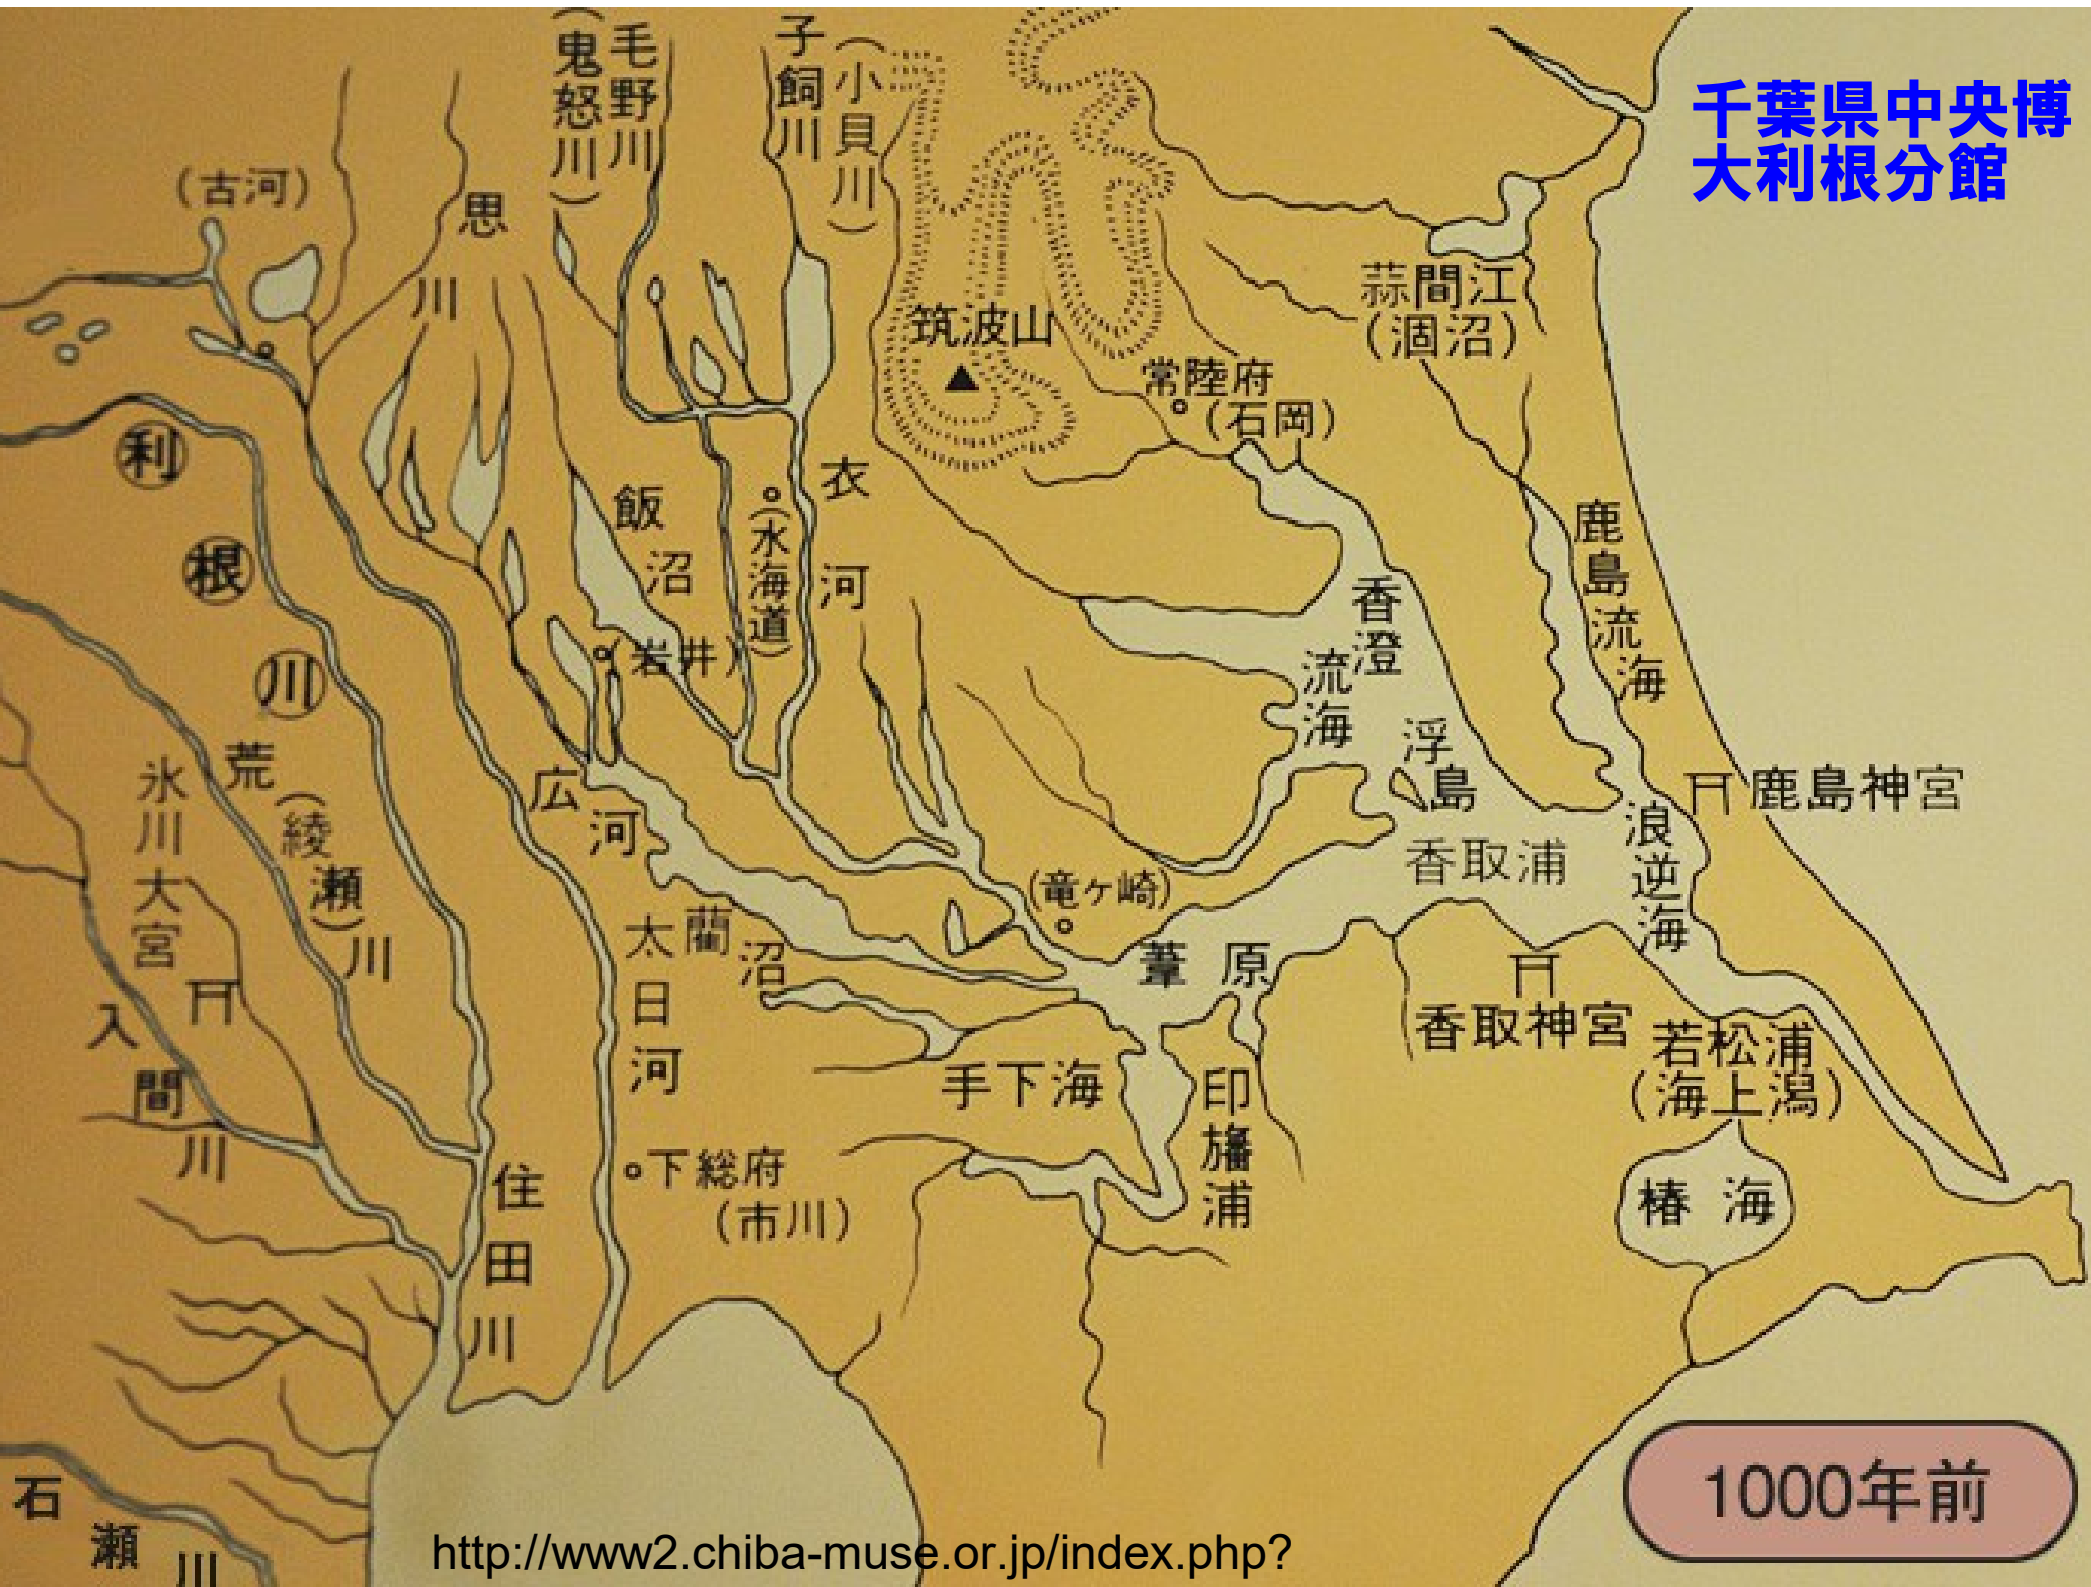 千葉県中央博
大利根分館
(鬼怒川)
毛野川
子飼川
(小貝川)
(古河)
思川
筑波山
蒜間江
(涸沼)
常陸府
(石岡)
利根川
飯沼
(水海道)
衣河
(岩井)
香澄流海
鹿島流海
浮島
鹿島神宮
荒(綾瀬)川
氷川大宮
広河
香取浦
浪逆海
(竜ヶ崎)
太日河
藺沼
葦原
入間川
手下海
印旛浦
香取神宮
若松浦
(海上潟)
下総府
(市川)
住田川
椿海
石瀬川
1000年前
http://www2.chiba-muse.or.jp/index.php?